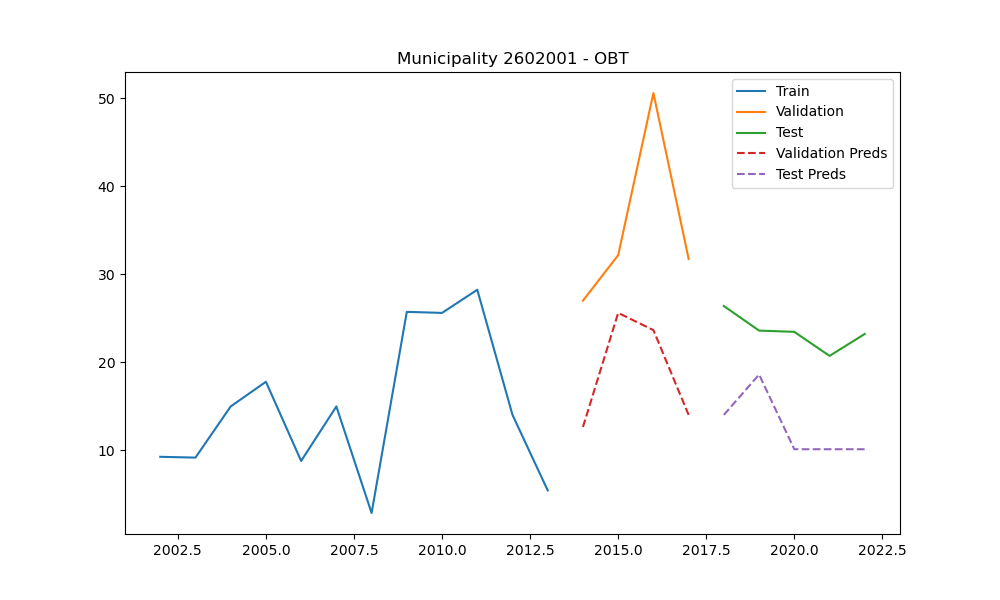 Municipality 2602001 - OBT
Train
Validation
Test
Validation Preds
Test Preds
50
40
30
20
10
2002.5 2005.0 2007.5 2010.0 2012.5 2015.0 2017.5 2020.0 2022.5